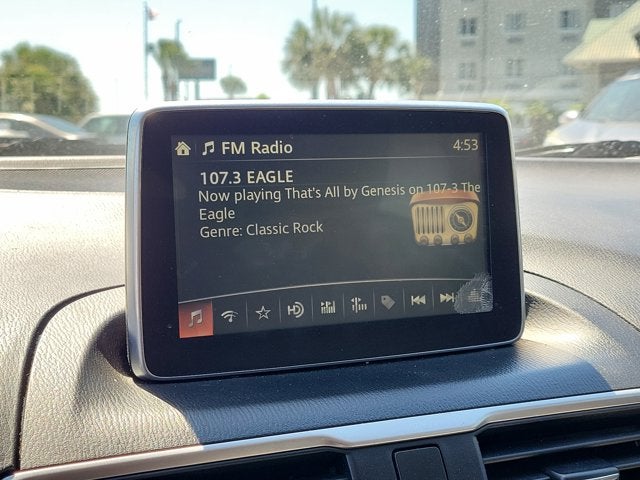 FM Radio
4:53
107.3 EAGLE
Now playing That's All by Genesis on 107-3 The
Eagle
Genre: Classic Rock
HD